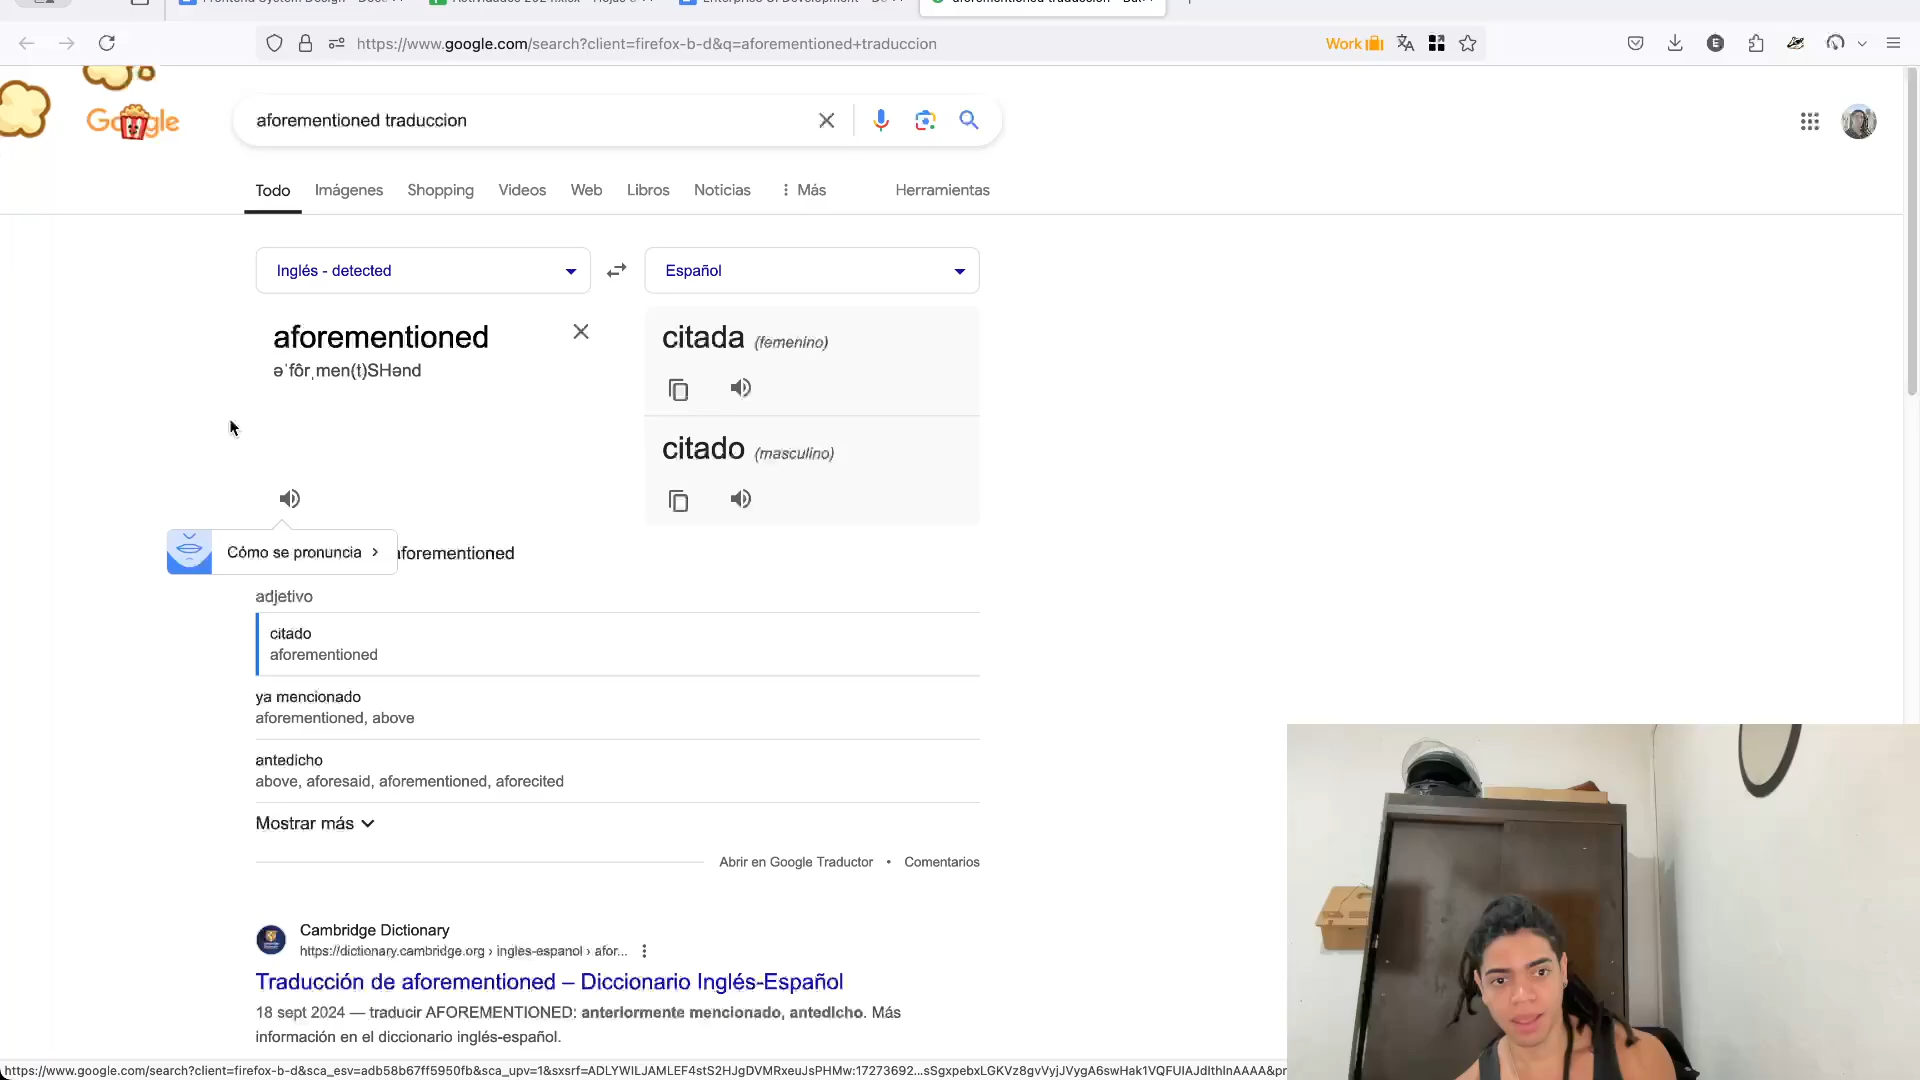 https://www.google.com/search?client=firefox-b-d&q=aforementioned+traduccion
Work
E
Google
aforementioned traduccion
Todo
Imágenes
Shopping
Videos
Web
Libros
Noticias
Más
Herramientas
Inglés - detected
Español
aforementioned
əˈfôrˌmen(t)SHənd
citada (femenino)
citado (masculino)
Cómo se pronuncia
aforementioned
adjetivo
citado
aforementioned
ya mencionado
aforementioned, above
antedicho
above, aforesaid, aforementioned, aforecited
Mostrar más
Abrir en Google Traductor • Comentarios
Cambridge Dictionary
https://dictionary.cambridge.org › ingles-espanol › afor...
Traducción de aforementioned – Diccionario Inglés-Español
18 sept 2024 — traducir AFOREMENTIONED: anteriormente mencionado, antedicho. Más
información en el diccionario inglés-español.